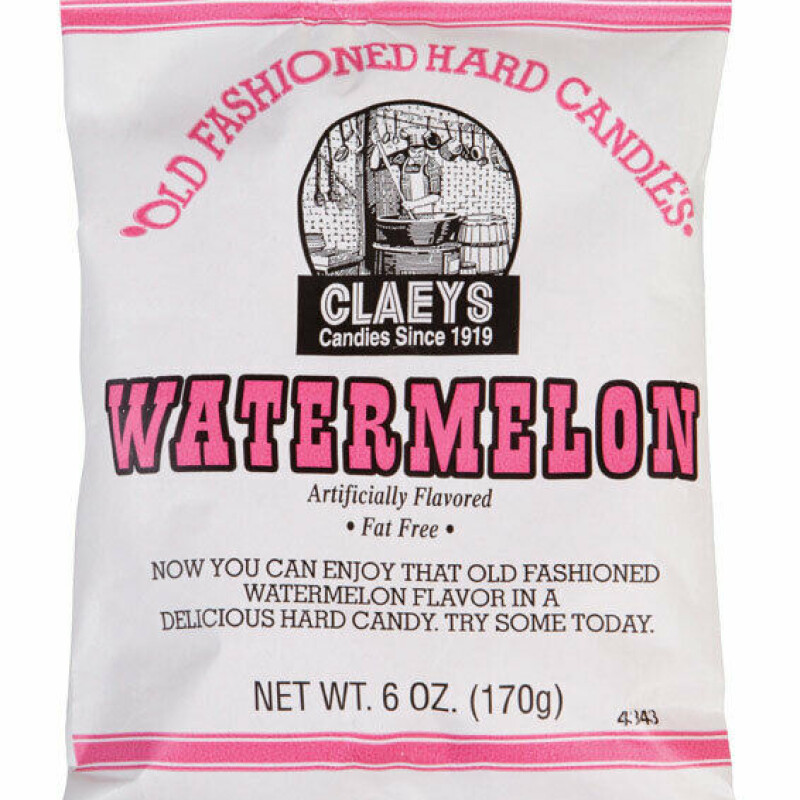 OLD FASHIONED HARD CANDIES
CLAEYS
Candies Since 1919
WATERMELON
Artificially Flavored
• Fat Free •
NOW YOU CAN ENJOY THAT OLD FASHIONED
WATERMELON FLAVOR IN A
DELICIOUS HARD CANDY. TRY SOME TODAY.
NET WT. 6 OZ. (170g)